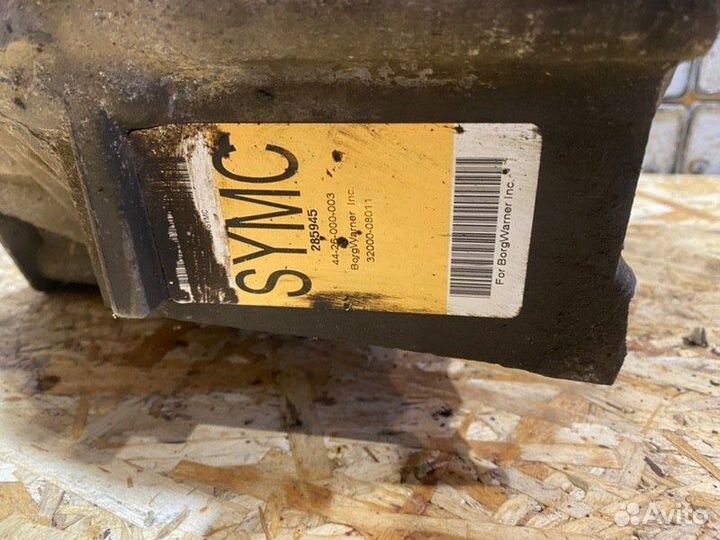 SYMC
285945
44-26-000-003
BorgWarner Inc.
32000-08011
For BorgWarner Inc.
Avito